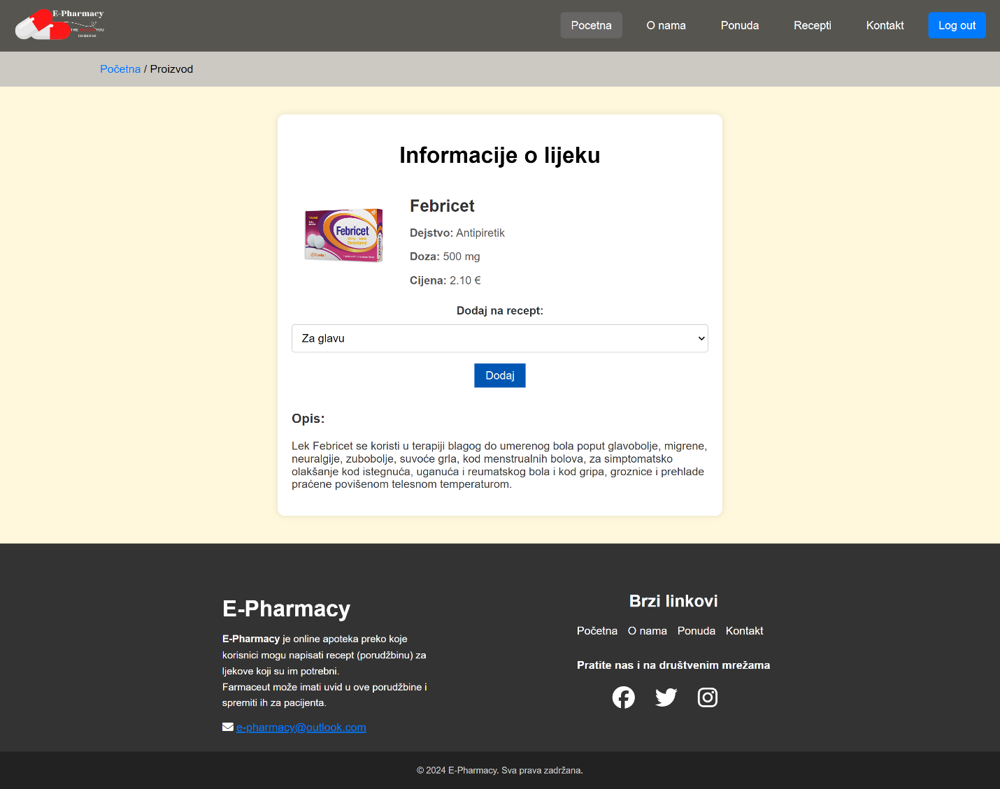 E-Pharmacy
THE YOU
DESERVE
Pocetna
O nama
Ponuda
Recepti
Kontakt
Log out
Početna / Proizvod
Informacije o lijeku
Febricet
Febricet
Dejstvo: Antipiretik
Doza: 500 mg
Cijena: 2.10 €
Dodaj na recept:
Za glavu
Dodaj
Opis:
Lek Febricet se koristi u terapiji blagog do umerenog bola poput glavobolje, migrene,
neuralgije, zubobolje, suvoće grla, kod menstrualnih bolova, za simptomatsko
olakšanje kod istegnuća, uganuća i reumatskog bola i kod gripa, groznice i prehlade
praćene povišenom telesnom temperaturom.
E-Pharmacy
E-Pharmacy je online apoteka preko koje
korisnici mogu napisati recept (porudžbinu) za
ljekove koji su im potrebni.
Farmaceut može imati uvid u ove porudžbine i
spremiti ih za pacijenta.
e-pharmacy@outlook.com
Brzi linkovi
Početna O nama Ponuda Kontakt
Pratite nas i na društvenim mrežama
© 2024 E-Pharmacy. Sva prava zadržana.